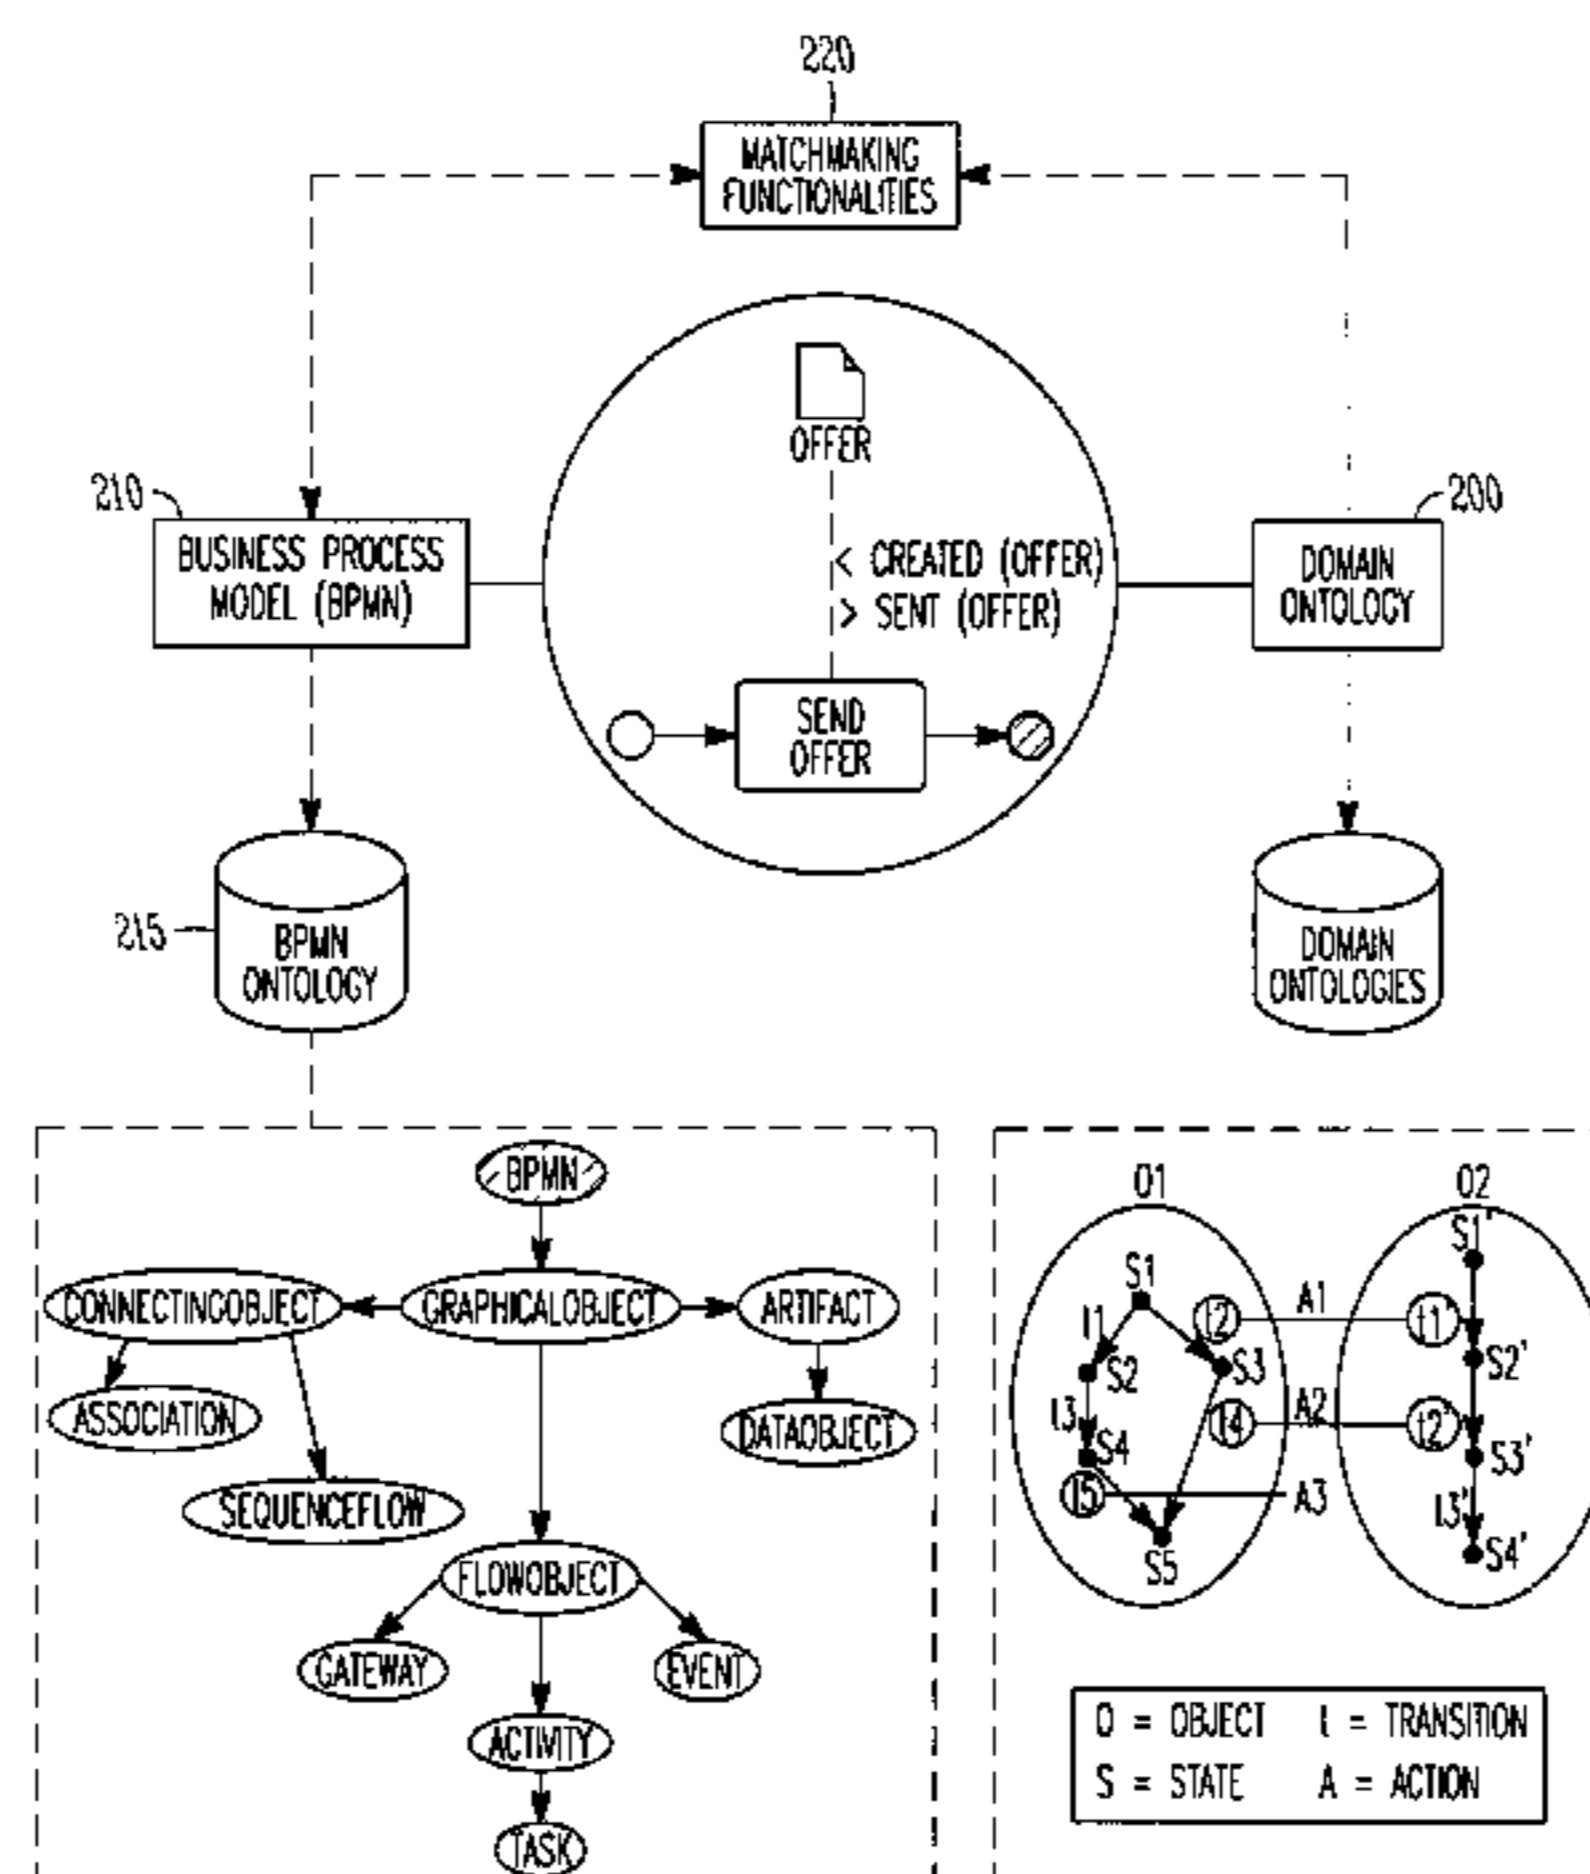 220
MATCHMAKING
FUNCTIONALITIES
OFFER
210
200
BUSINESS PROCESS
MODEL (BPMN)
< CREATED (OFFER)
> SENT (OFFER)
DOMAIN
ONTOLOGY
SEND
OFFER
215
BPMN
ONTOLOGY
DOMAIN
ONTOLOGIES
BPMN
CONNECTINGOBJECT
GRAPHICALOBJECT
ARTIFACT
ASSOCIATION
DATAOBJECT
SEQUENCEFLOW
FLOWOBJECT
GATEWAY
EVENT
ACTIVITY
TASK
O1
O2
S1'
S1
t1
t2
A1
t1'
S2
S3
S2'
t3
t4
A2
t2'
S4
S3'
t5
A3
t3'
S5
S4'
O = OBJECT t = TRANSITION
S = STATE A = ACTION